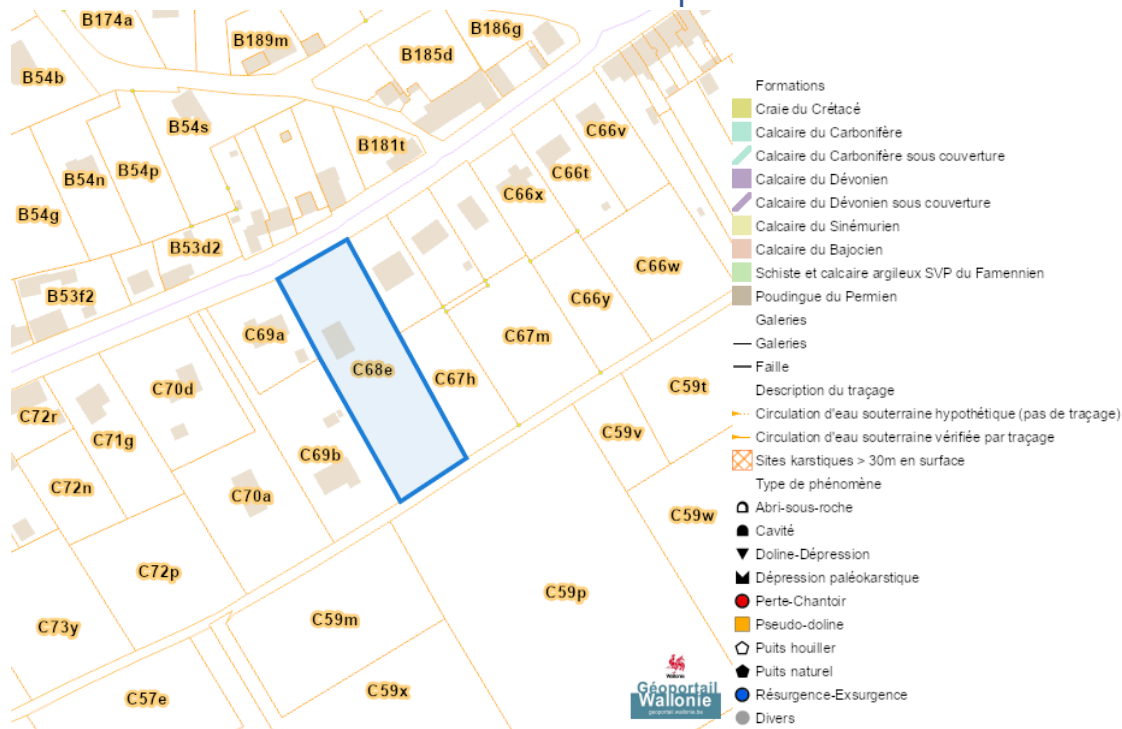 B174a
B189m
B186g
B185d
B54b
B54s
C66v
B181t
B54n
B54p
C66t
C66x
B54g
B53d2
C66w
B53f2
C66y
C69a
C67m
C68e
C67h
C70d
C59t
C72r
C71g
C59v
C69b
C72n
C70a
C59w
C72p
C59p
C59m
C73y
C59x
C57e
Wallonie
Géoportail
Wallonie
geoportail.wallonie.be
Formations
Craie du Crétacé
Calcaire du Carbonifère
Calcaire du Carbonifère sous couverture
Calcaire du Dévonien
Calcaire du Dévonien sous couverture
Calcaire du Sinémurien
Calcaire du Bajocien
Schiste et calcaire argileux SVP du Famennien
Poudingue du Permien
Galeries
Galeries
Faille
Description du traçage
Circulation d'eau souterraine hypothétique (pas de traçage)
Circulation d'eau souterraine vérifiée par traçage
Sites karstiques > 30m en surface
Type de phénomène
Abri-sous-roche
Cavité
Doline-Dépression
Dépression paléokarstique
Perte-Chantoir
Pseudo-doline
Puits houiller
Puits naturel
Résurgence-Exsurgence
Divers